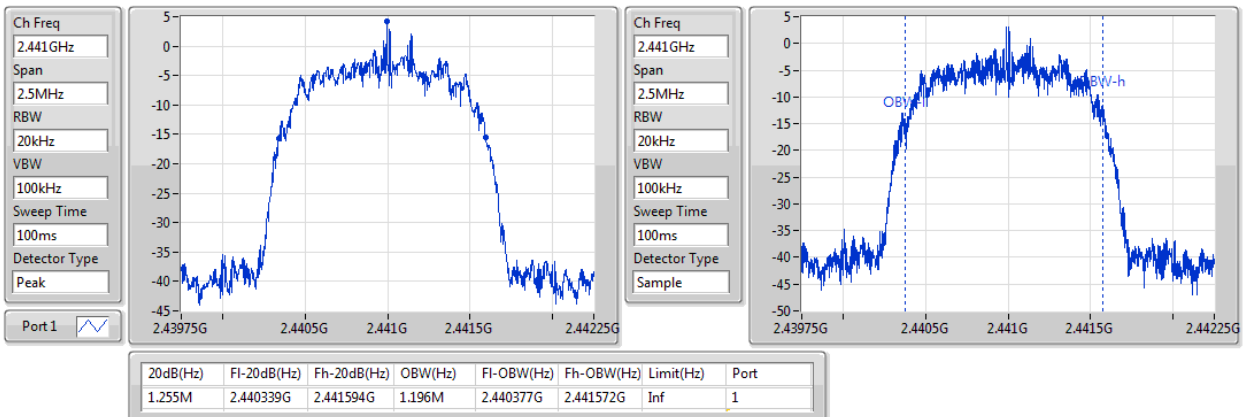 Ch Freq
2.441GHz
Span
2.5MHz
RBW
20kHz
VBW
100kHz
Sweep Time
100ms
Detector Type
Peak
Port 1
5
0
-5
-10
-15
-20
-25
-30
-35
-40
-45
2.43975G 2.4405G 2.441G 2.4415G 2.44225G
Ch Freq
2.441GHz
Span
2.5MHz
RBW
20kHz
VBW
100kHz
Sweep Time
100ms
Detector Type
Sample
5
0
-5
-10
-15
-20
-25
-30
-35
-40
-45
-50
2.43975G 2.4405G 2.441G 2.4415G 2.44225G
20dB(Hz) Fl-20dB(Hz) Fh-20dB(Hz) OBW(Hz) Fl-OBW(Hz) Fh-OBW(Hz) Limit(Hz) Port
1.255M 2.440339G 2.441594G 1.196M 2.440377G 2.441572G Inf 1